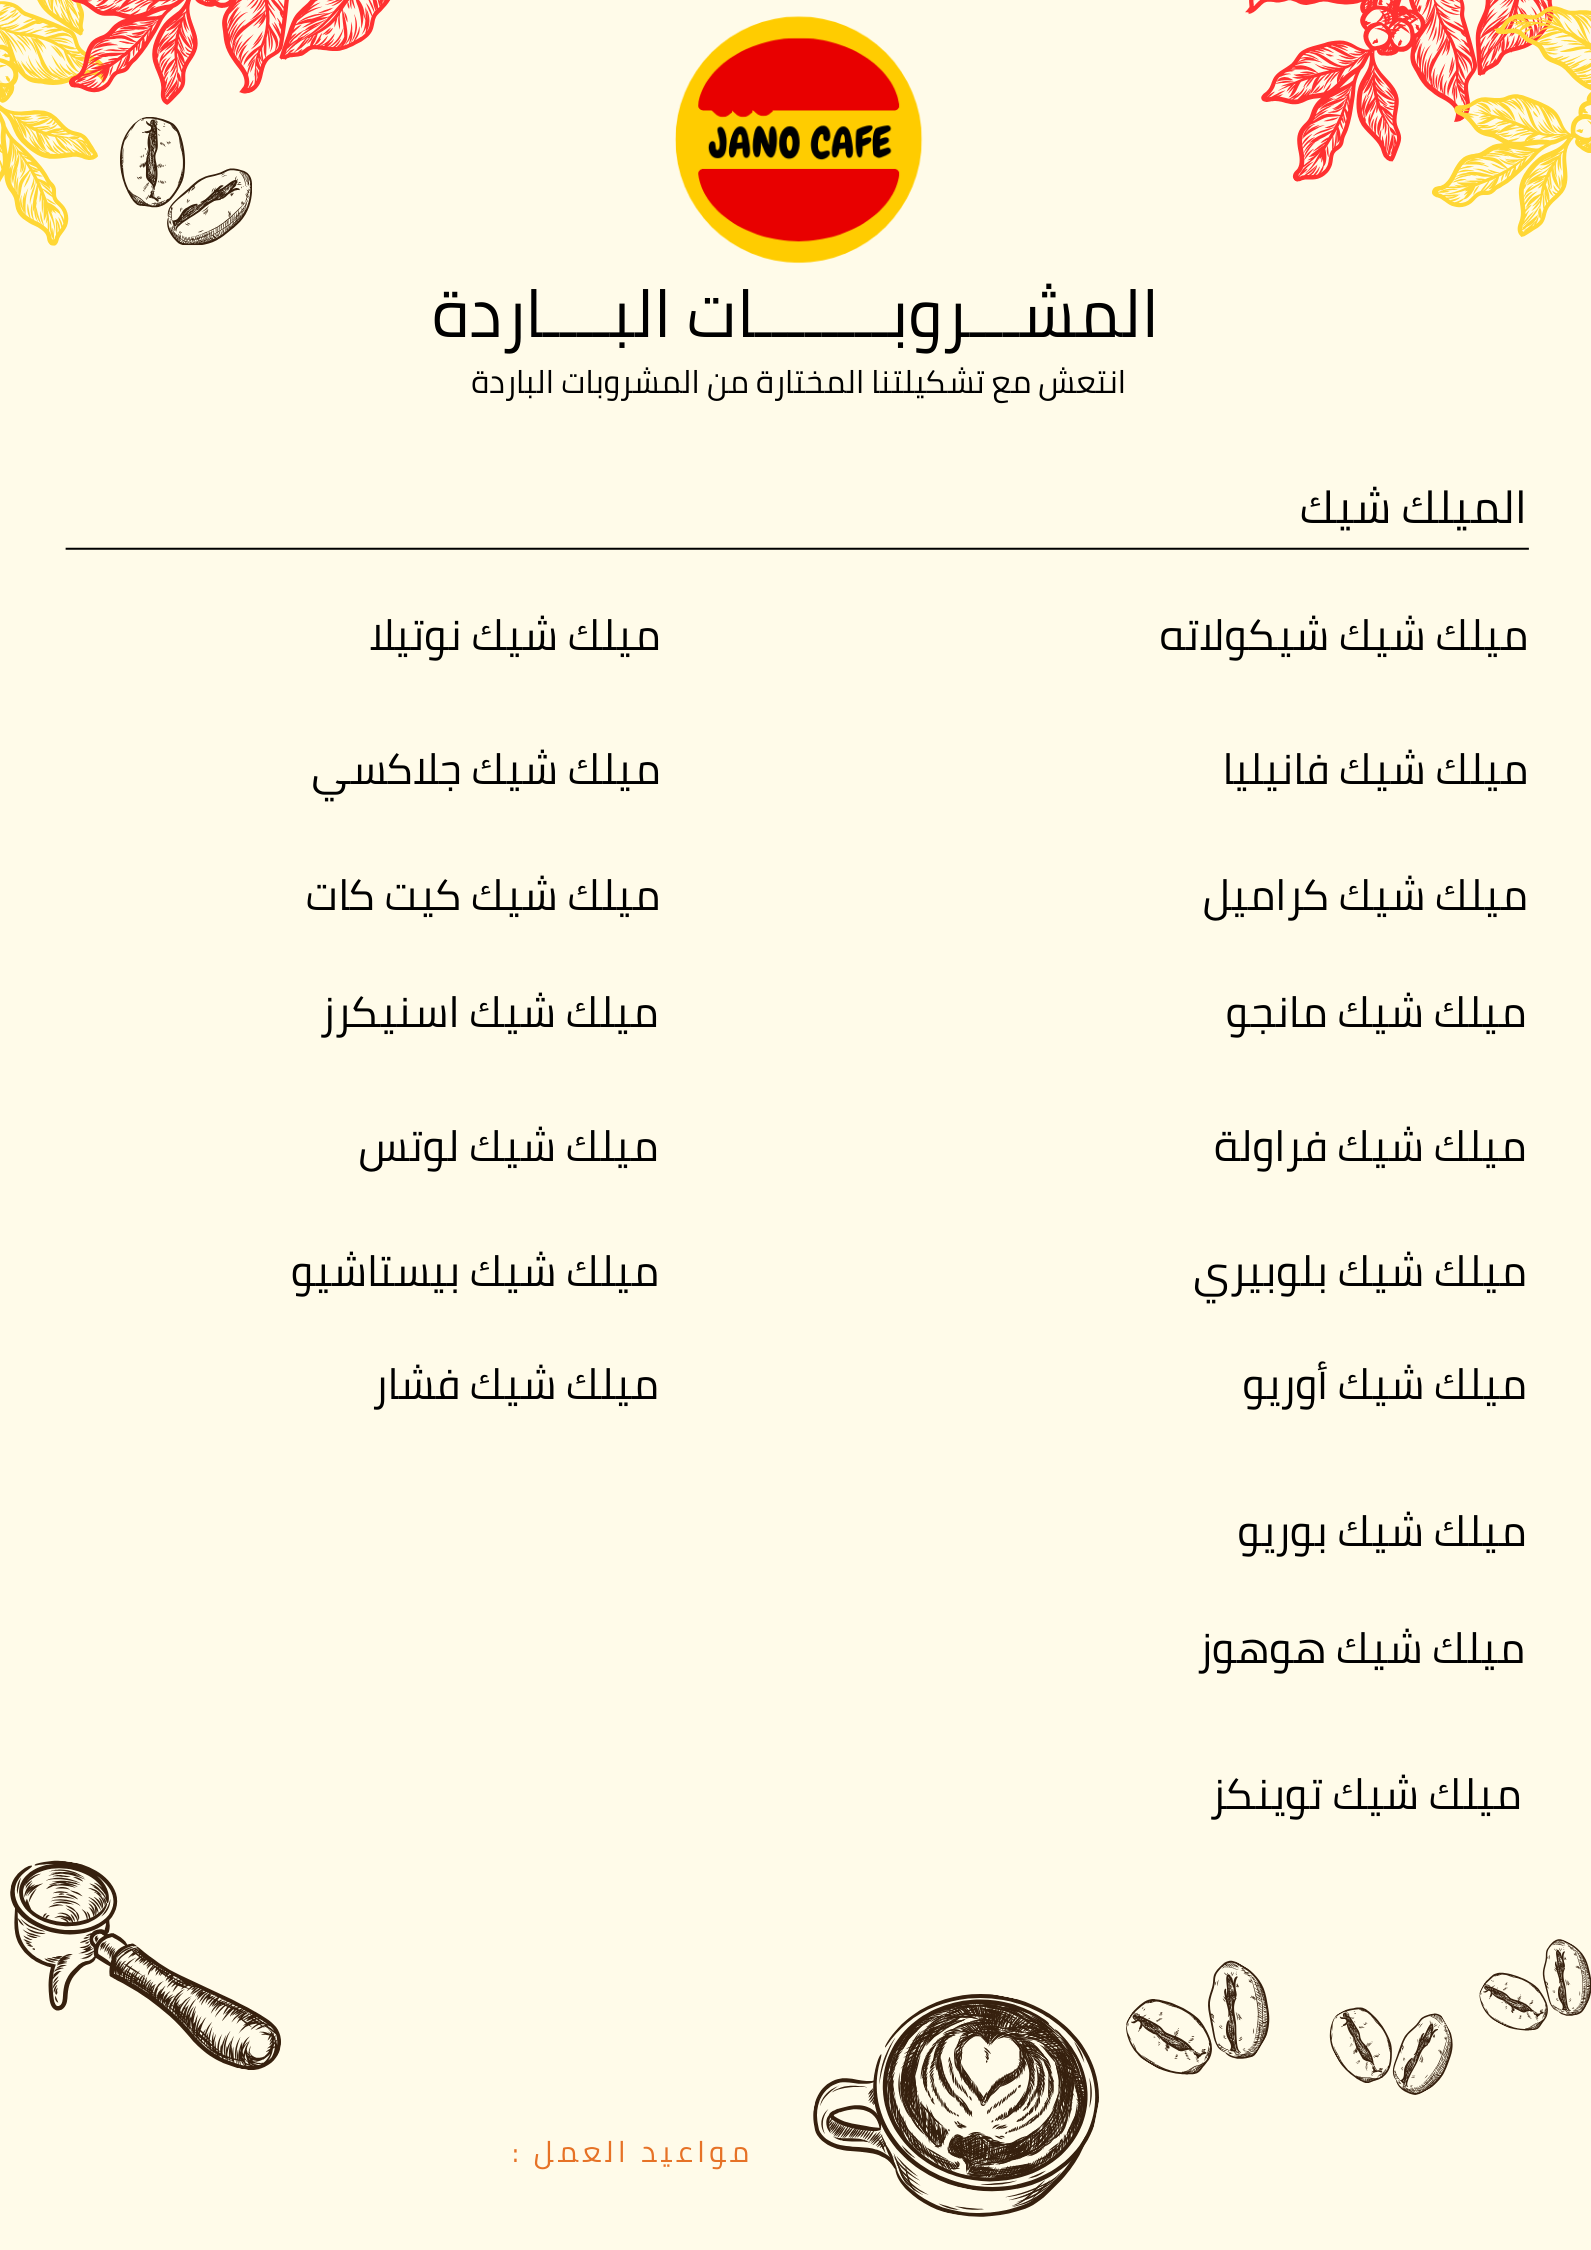 JANO CAFE
المشـــروبـــــــات البــــاردة
انتعش مع تشكيلتنا المختارة من المشروبات الباردة
الميلك شيك
ميلك شيك شيكولاته
ميلك شيك فانيليا
ميلك شيك كراميل
ميلك شيك مانجو
ميلك شيك فراولة
ميلك شيك بلوبيري
ميلك شيك أوريو
ميلك شيك بوريو
ميلك شيك هوهوز
ميلك شيك توينكز
ميلك شيك نوتيلا
ميلك شيك جلاكسي
ميلك شيك كيت كات
ميلك شيك اسنيكرز
ميلك شيك لوتس
ميلك شيك بيستاشيو
ميلك شيك فشار
مواعيد العمل :